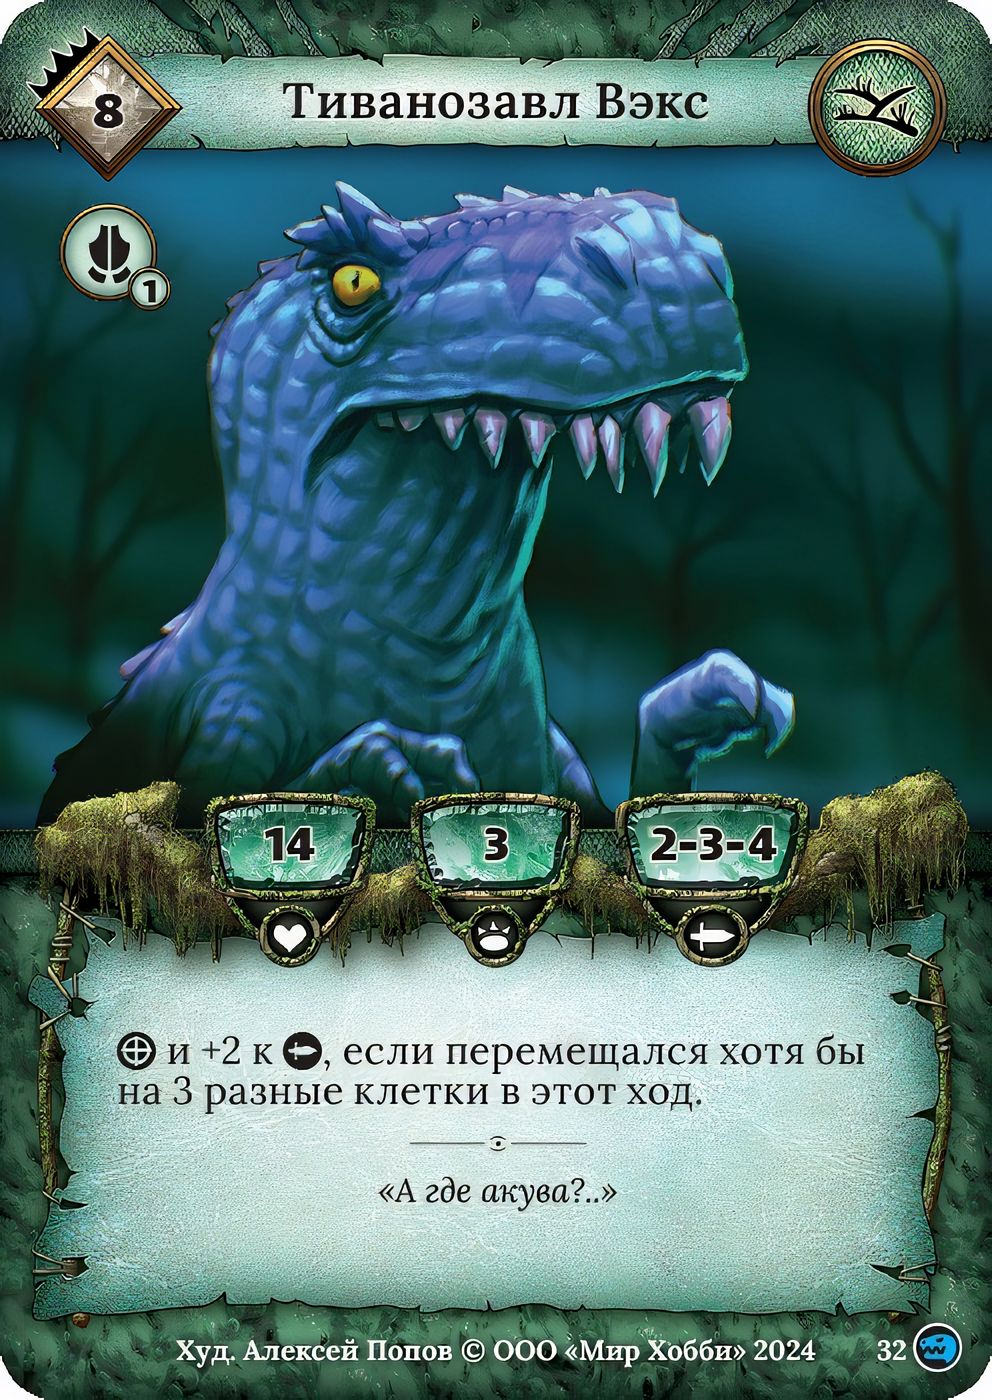 8
Тиванозавл Вэкс
1
14
3
2-3-4
и +2 к , если перемещался хотя бы
на 3 разные клетки в этот ход.
«А где акува?..»
Худ. Алексей Попов © ООО «Мир Хобби» 2024
32